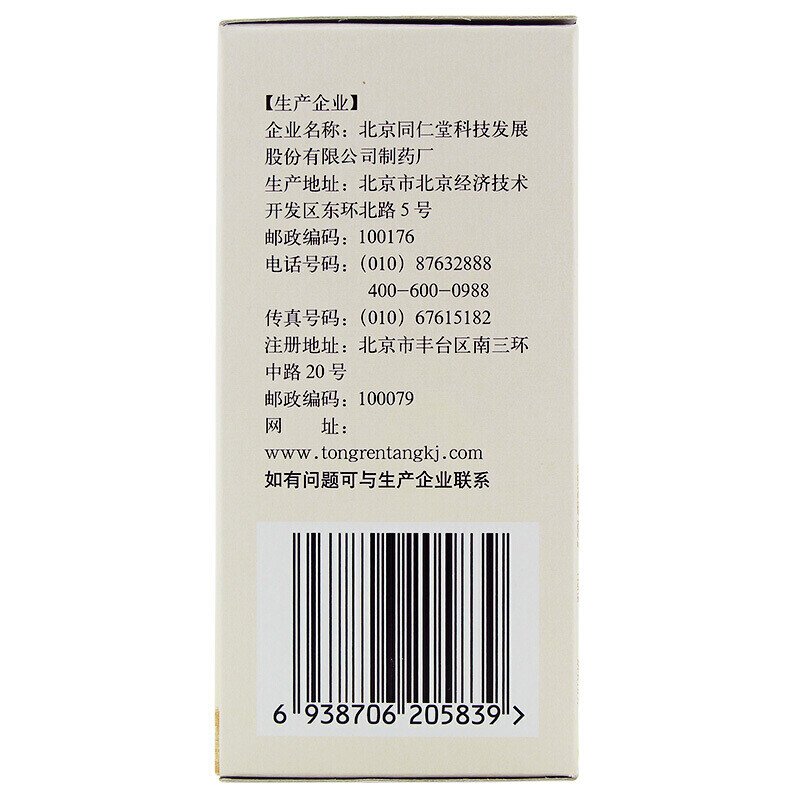 【生产企业】
企业名称：北京同仁堂科技发展
股份有限公司制药厂
生产地址：北京市北京经济技术
开发区东环北路 5 号
邮政编码：100176
电话号码：（010）87632888
400-600-0988
传真号码：（010）67615182
注册地址：北京市丰台区南三环
中路 20 号
邮政编码：100079
网　　址：
www.tongrentangkj.com
如有问题可与生产企业联系
6 938706 205839 >